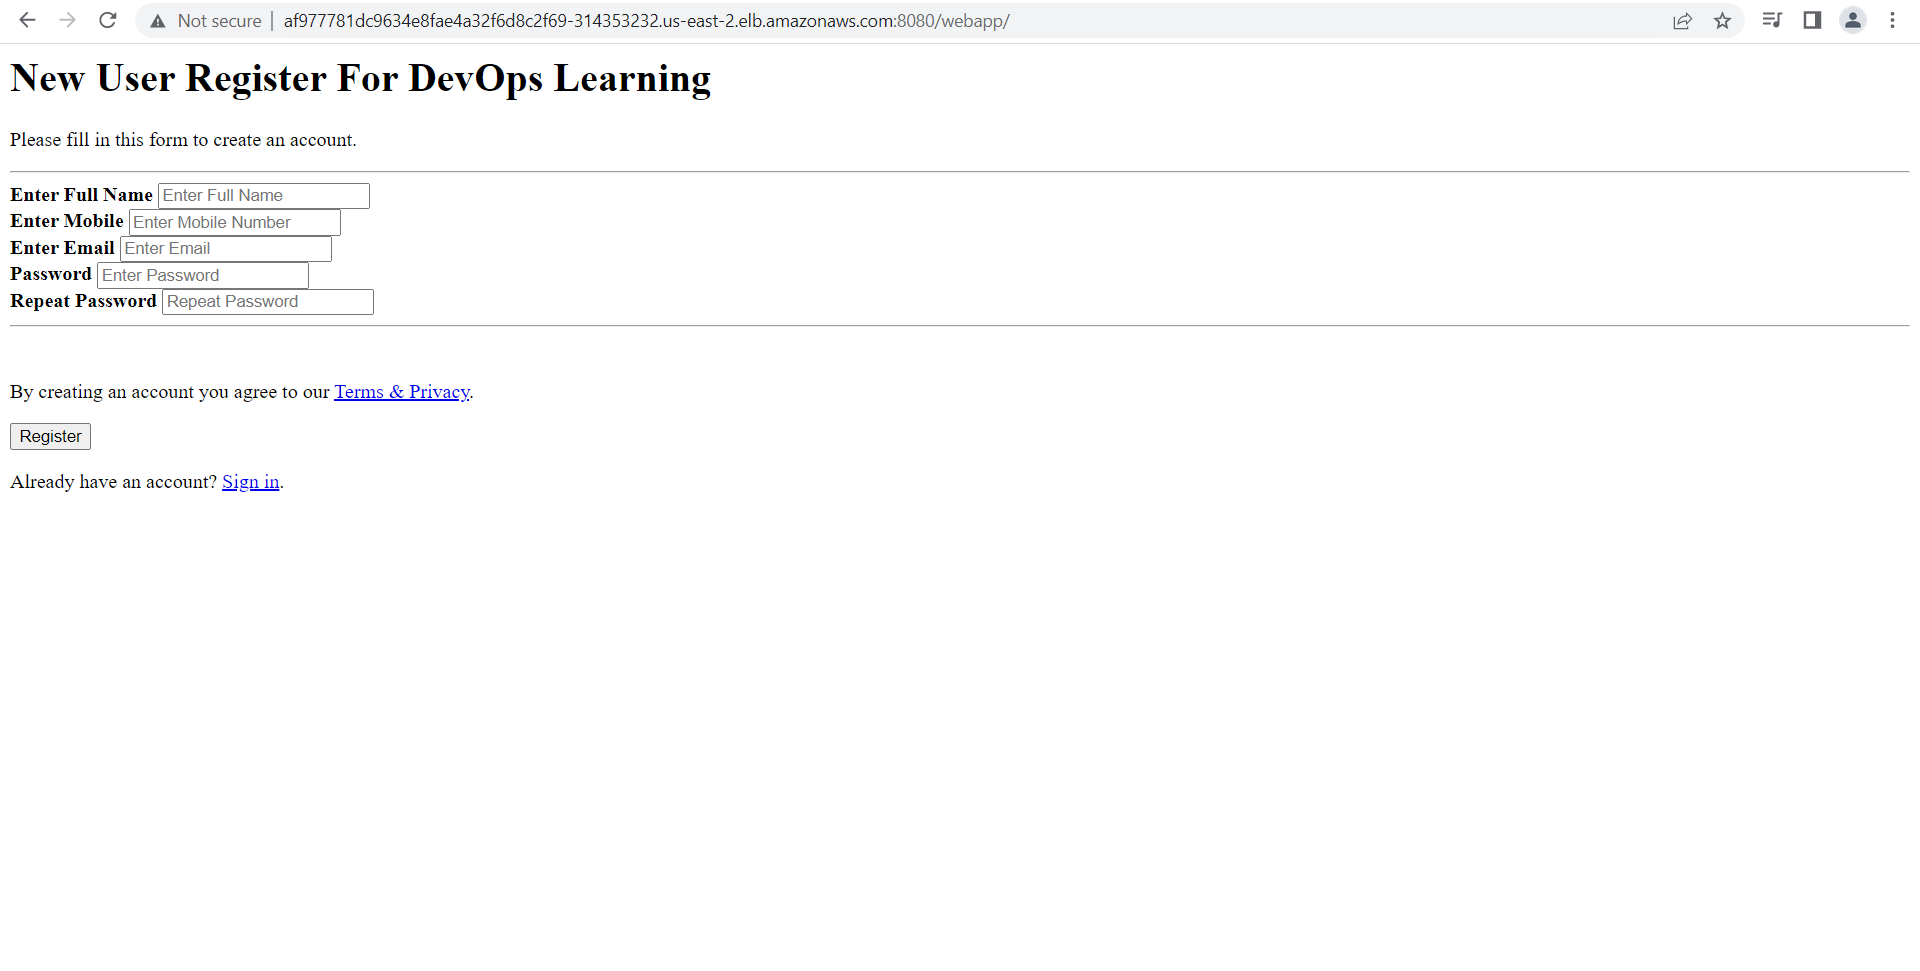 Not secure | af977781dc9634e8fae4a32f6d8c2f69-314353232.us-east-2.elb.amazonaws.com:8080/webapp/
New User Register For DevOps Learning
Please fill in this form to create an account.
Enter Full Name Enter Full Name
Enter Mobile Enter Mobile Number
Enter Email Enter Email
Password Enter Password
Repeat Password Repeat Password
By creating an account you agree to our Terms & Privacy.
Register
Already have an account? Sign in.